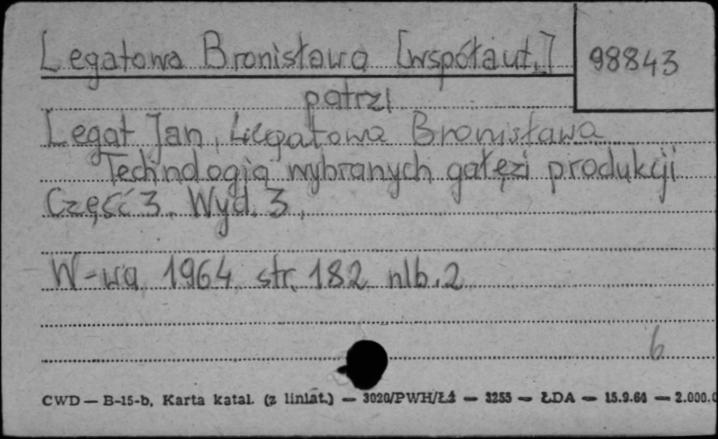 Legatowa Bronisława [współaut.] 98843
patrz
Legat Jan, Legatowa Bronisława
Technologia wybranych gałęzi produkcji
Część 3. Wyd. 3.
W-wa 1964 str. 182 nlb. 2
6
CWD — B-15-b, Karta katal. (z liniat.) — 3020/PWH/Łź — 3255 — ŁDA — 15.9.64 — 2.000.0